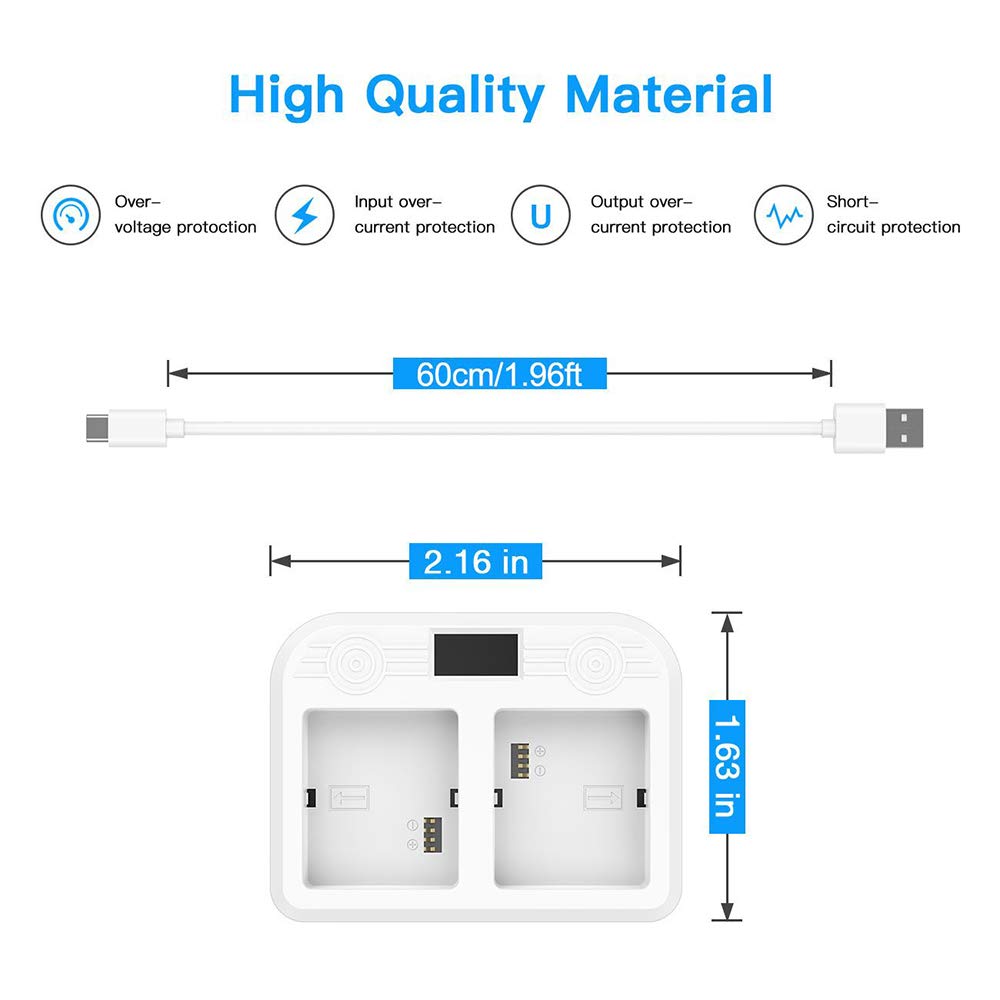 High Quality Material
Over-
voltage protoction
Input over-
current protection
U
Output over-
current protection
Short-
circuit protection
60cm/1.96ft
2.16 in
1.63 in